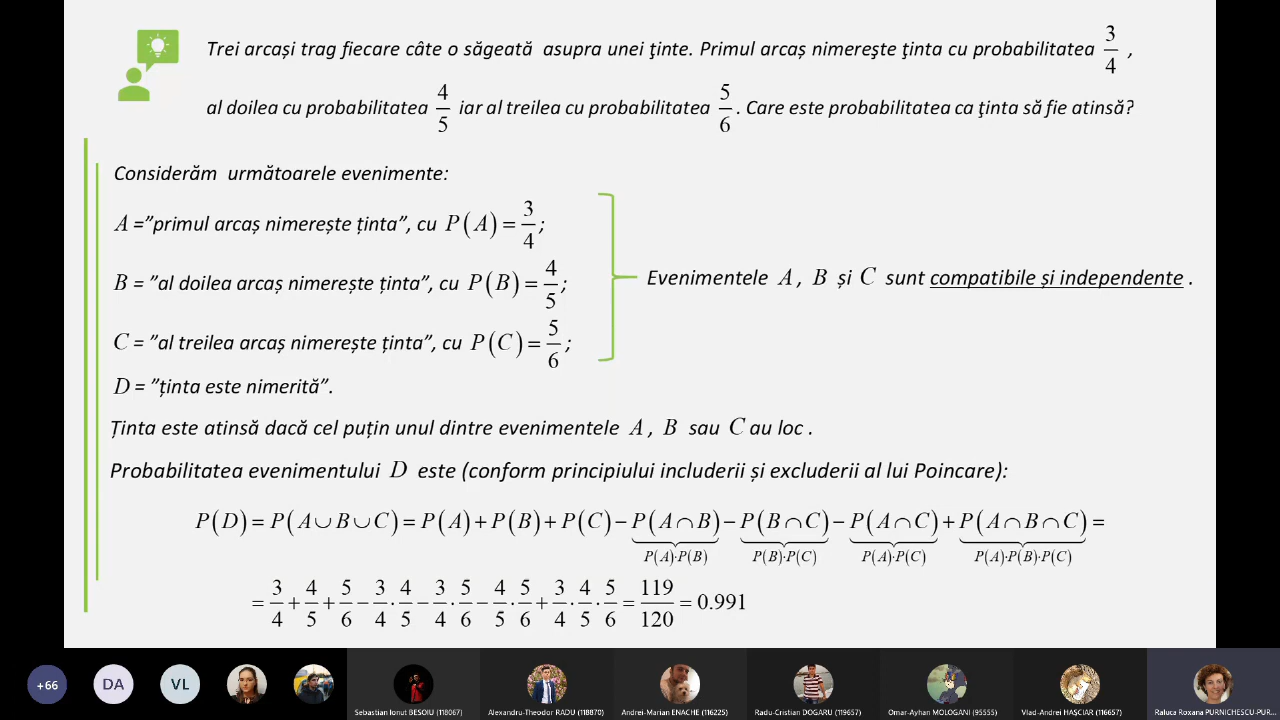 Trei arcași trag fiecare câte o săgeată asupra unei ţinte. Primul arcaş nimereşte ţinta cu probabilitatea 3/4 ,
al doilea cu probabilitatea 4/5 iar al treilea cu probabilitatea 5/6 . Care este probabilitatea ca ţinta să fie atinsă?
Considerăm următoarele evenimente:
A =”primul arcaș nimerește ținta”, cu P(A) = 3/4 ;
B = ”al doilea arcaș nimerește ținta”, cu P(B) = 4/5 ;
C = ”al treilea arcaș nimerește ținta”, cu P(C) = 5/6 ;
Evenimentele A , B și C sunt compatibile și independente .
D = ”ținta este nimerită”.
Ținta este atinsă dacă cel puțin unul dintre evenimentele A , B sau C au loc .
Probabilitatea evenimentului D este (conform principiului includerii și excluderii al lui Poincare):
P(D) = P(A∪B∪C) = P(A)+P(B)+P(C)−P(A∩B)−P(B∩C)−P(A∩C)+P(A∩B∩C) =
P(A)·P(B) P(B)·P(C) P(A)·P(C) P(A)·P(B)·P(C)
= 3/4 + 4/5 + 5/6 − 3/4 · 4/5 − 3/4 · 5/6 − 4/5 · 5/6 + 3/4 · 4/5 · 5/6 = 119/120 = 0.991
+66
DA
VL
Sebastian Ionut BESOIU (118067)
Alexandru-Theodor RADU (118870)
Andrei-Marian ENACHE (116225)
Radu-Cristian DOGARU (119657)
Omar-Ayhan MOLOGANI (95555)
Vlad-Andrei HAȘCIAR (116657)
Raluca Roxana PURNICHESCU-PUR...